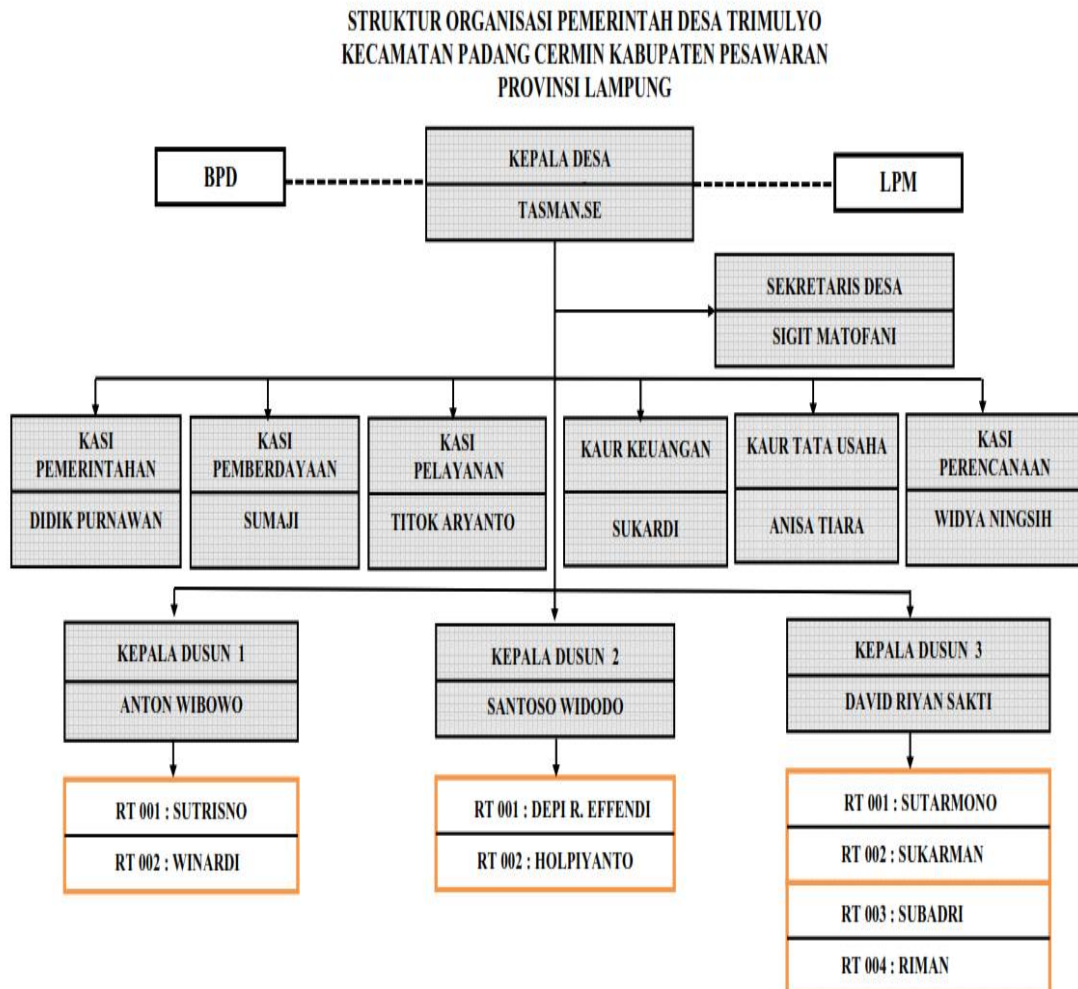 STRUKTUR ORGANISASI PEMERINTAH DESA TRIMULYO
KECAMATAN PADANG CERMIN KABUPATEN PESAWARAN
PROVINSI LAMPUNG
BPD
KEPALA DESA
TASMAN.SE
LPM
SEKRETARIS DESA
SIGIT MATOFANI
KASI
PEMERINTAHAN
DIDIK PURNAWAN
KASI
PEMBERDAYAAN
SUMAJI
KASI
PELAYANAN
TITOK ARYANTO
KAUR KEUANGAN
SUKARDI
KAUR TATA USAHA
ANISA TIARA
KASI
PERENCANAAN
WIDYA NINGSIH
KEPALA DUSUN 1
ANTON WIBOWO
KEPALA DUSUN 2
SANTOSO WIDODO
KEPALA DUSUN 3
DAVID RIYAN SAKTI
RT 001 : SUTRISNO
RT 002 : WINARDI
RT 001 : DEPI R. EFFENDI
RT 002 : HOLPIYANTO
RT 001 : SUTARMONO
RT 002 : SUKARMAN
RT 003 : SUBADRI
RT 004 : RIMAN